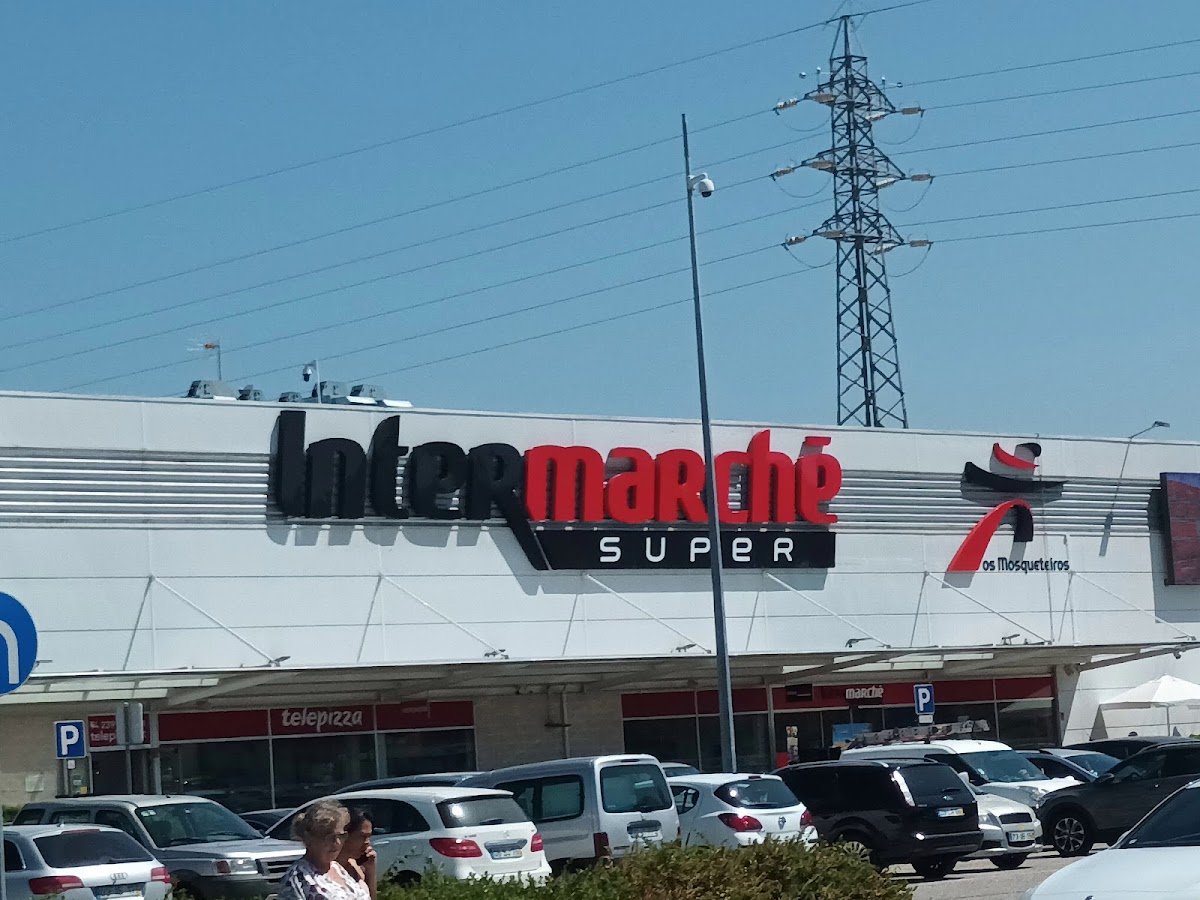 Intermarché
SUPER
os Mosqueteiros
telepizza
marché
P
P